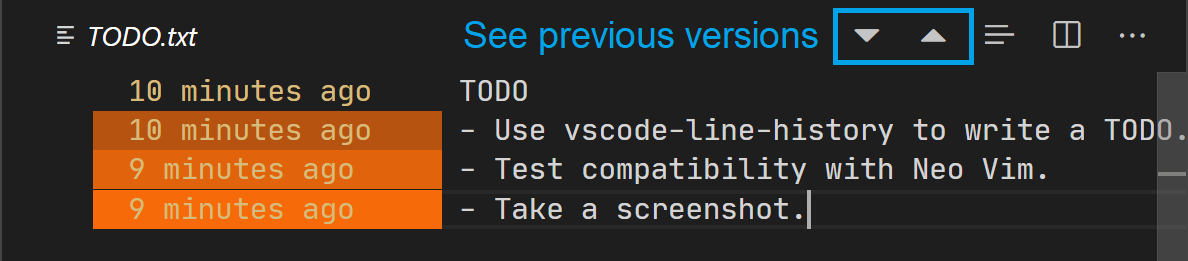 TODO.txt See previous versions
10 minutes ago TODO
10 minutes ago - Use vscode-line-history to write a TODO.
9 minutes ago - Test compatibility with Neo Vim.
9 minutes ago - Take a screenshot.